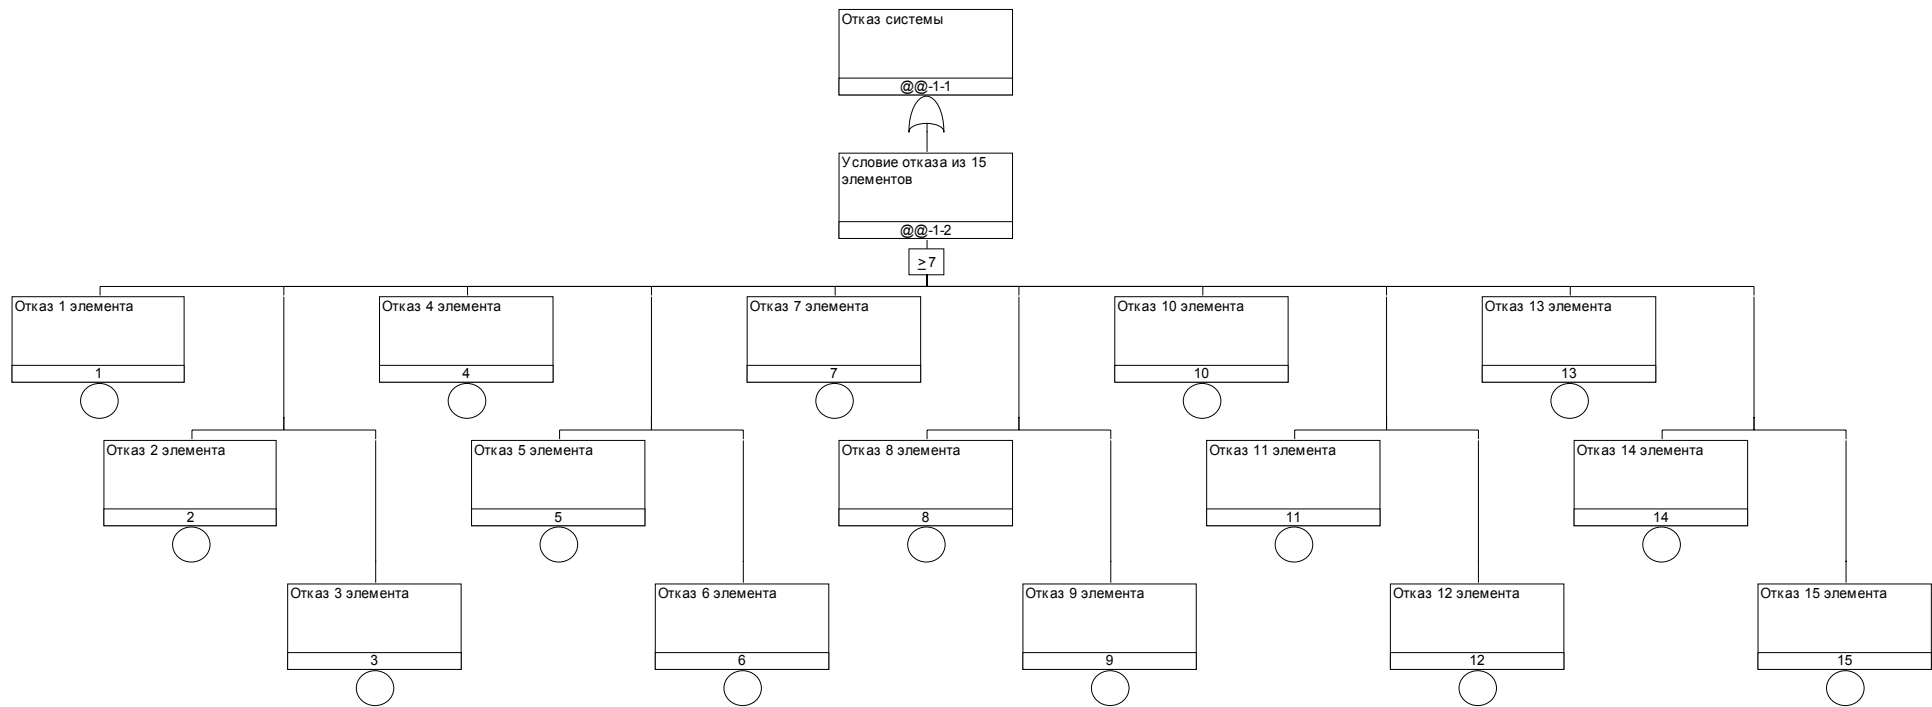 Отказ системы
@@-1-1
Условие отказа из 15
элементов
@@-1-2
≥7
Отказ 1 элемента
1
Отказ 4 элемента
4
Отказ 7 элемента
7
Отказ 10 элемента
10
Отказ 13 элемента
13
Отказ 2 элемента
2
Отказ 5 элемента
5
Отказ 8 элемента
8
Отказ 11 элемента
11
Отказ 14 элемента
14
Отказ 3 элемента
3
Отказ 6 элемента
6
Отказ 9 элемента
9
Отказ 12 элемента
12
Отказ 15 элемента
15